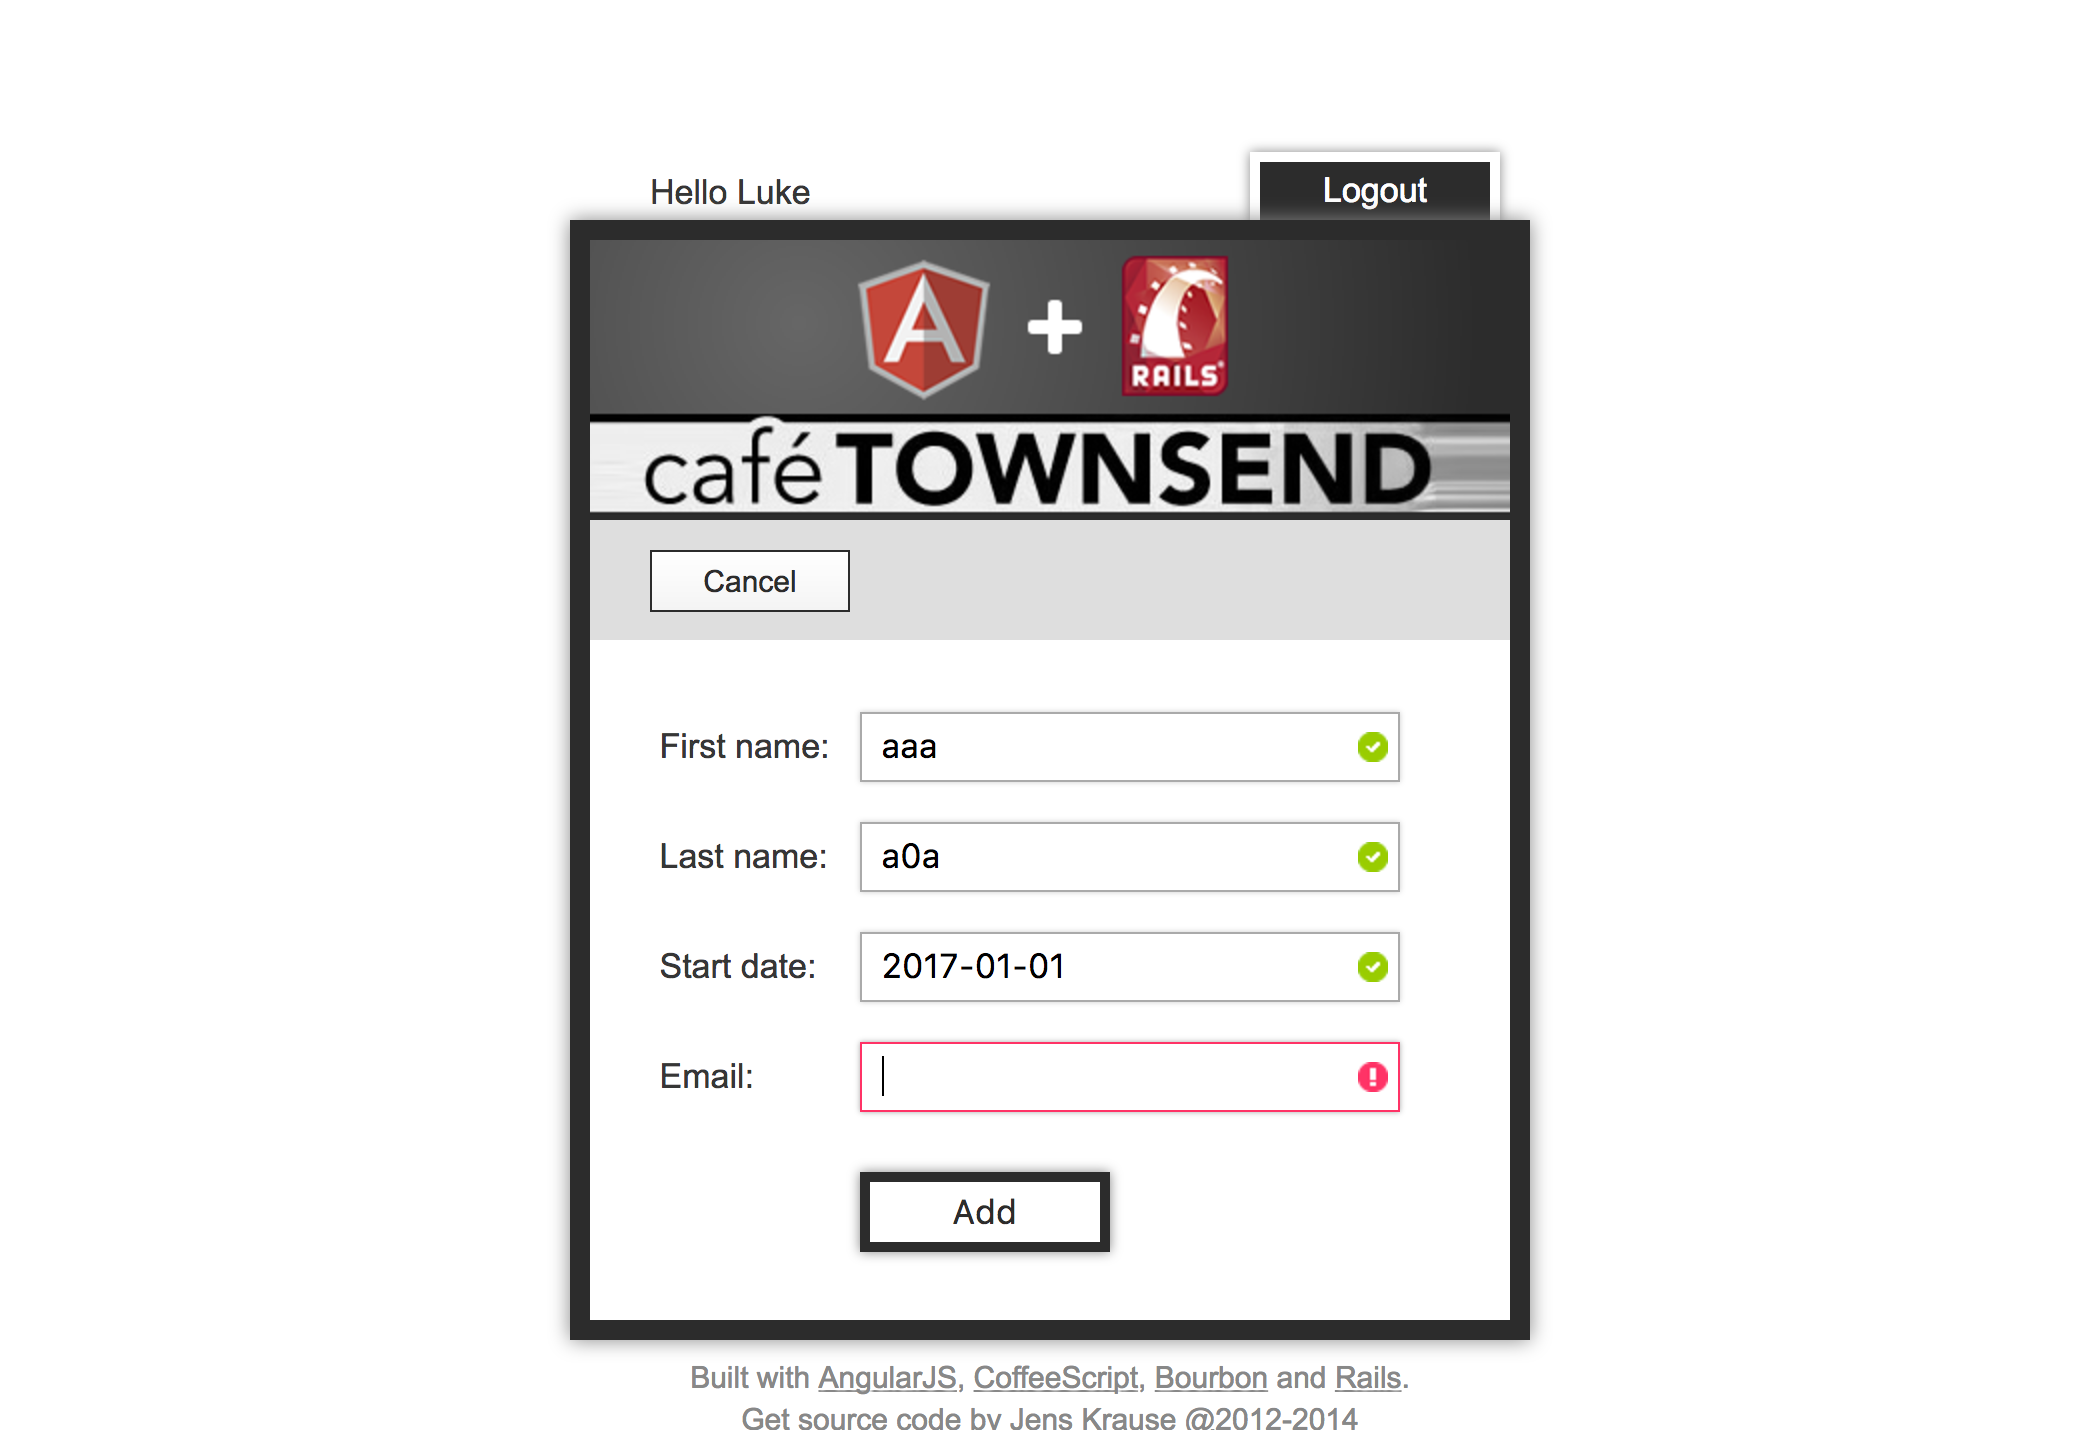 Hello Luke
Logout
A
RAILS
café TOWNSEND
Cancel
First name: aaa
Last name: a0a
Start date: 2017-01-01
Email:
Add
Built with AngularJS, CoffeeScript, Bourbon and Rails.
Get source code by Jens Krause @2012-2014